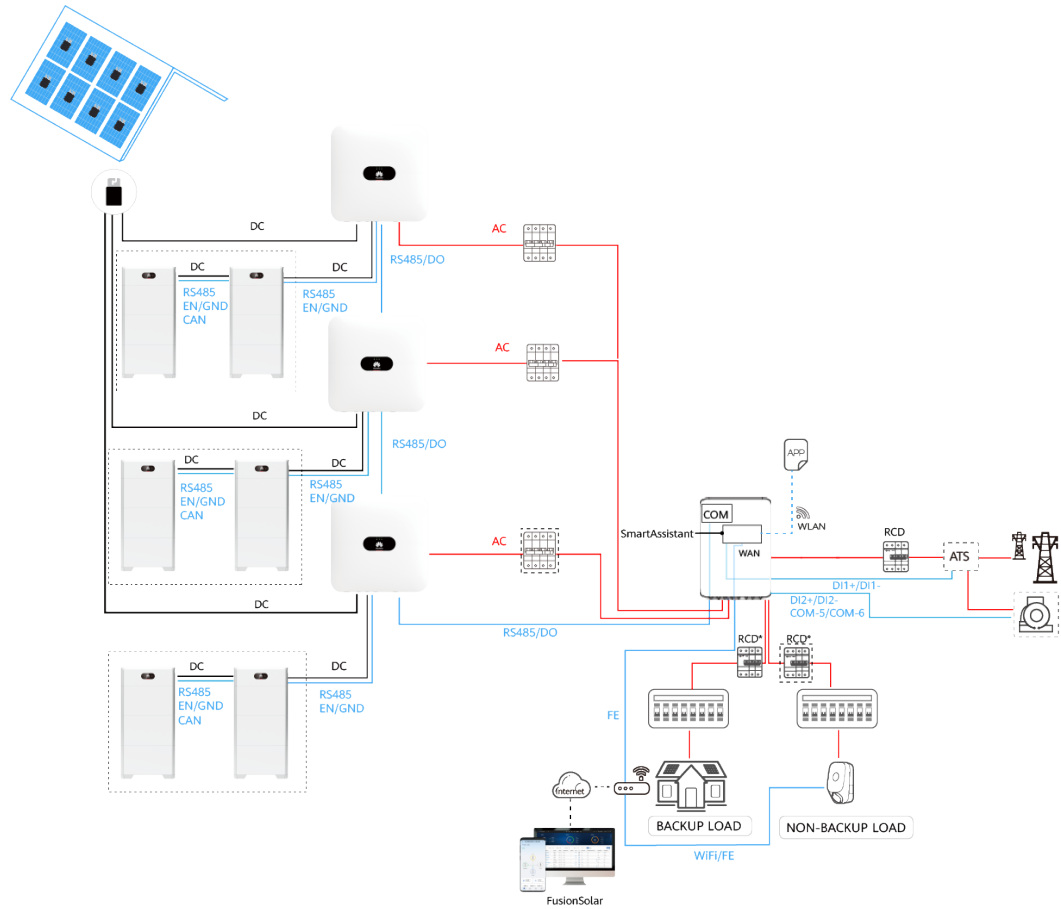 DC
AC
RS485/DO
DC
DC
RS485
EN/GND
CAN
RS485
EN/GND
AC
DC
RS485/DO
DC
DC
RS485
EN/GND
CAN
RS485
EN/GND
APP
WLAN
COM
SmartAssistant
WAN
AC
RCD
ATS
DI1+/DI1-
DI2+/DI2-
COM-5/COM-6
DC
RS485/DO
RCD*
RCD*
DC
DC
RS485
EN/GND
CAN
RS485
EN/GND
FE
Internet
BACKUP LOAD
NON-BACKUP LOAD
WiFi/FE
FusionSolar